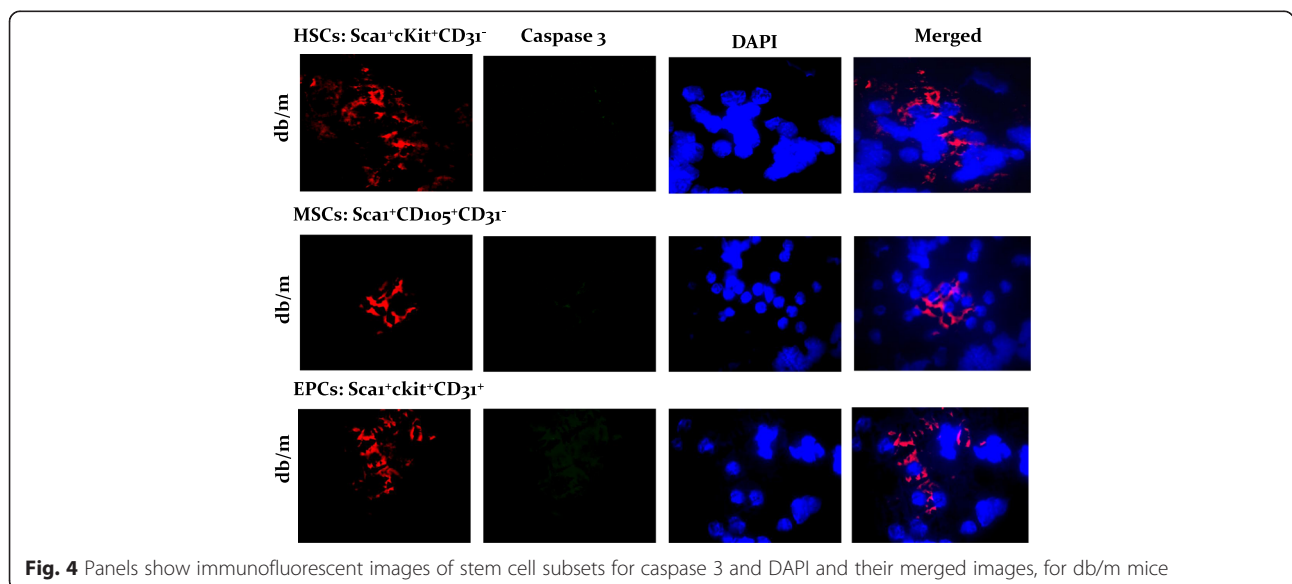 HSCs: Sca1⁺cKit⁺CD31⁻ Caspase 3 DAPI Merged
db/m
MSCs: Sca1⁺CD105⁺CD31⁻
db/m
EPCs: Sca1⁺ckit⁺CD31⁺
db/m
Fig. 4 Panels show immunofluorescent images of stem cell subsets for caspase 3 and DAPI and their merged images, for db/m mice